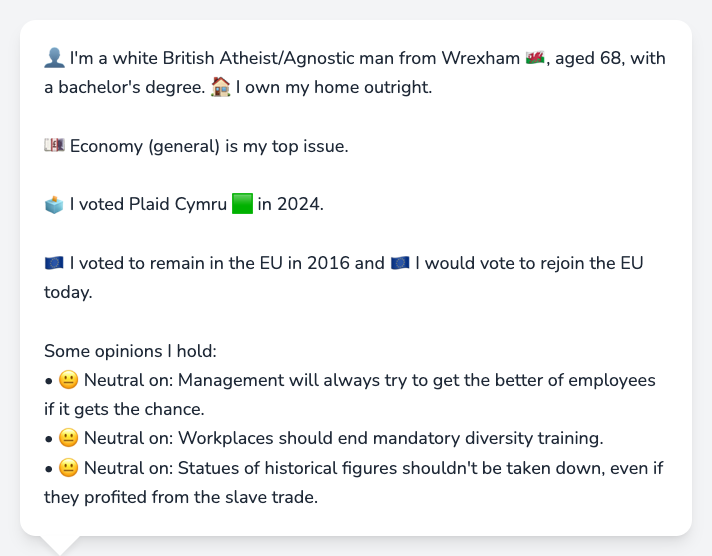 👤 I'm a white British Atheist/Agnostic man from Wrexham 🏴󠁧󠁢󠁷󠁬󠁳󠁿, aged 68, with
a bachelor's degree. 🏠 I own my home outright.
💷 Economy (general) is my top issue.
🗳️ I voted Plaid Cymru 🟩 in 2024.
🇪🇺 I voted to remain in the EU in 2016 and 🇪🇺 I would vote to rejoin the EU
today.
Some opinions I hold:
• 😐 Neutral on: Management will always try to get the better of employees
if it gets the chance.
• 😐 Neutral on: Workplaces should end mandatory diversity training.
• 😐 Neutral on: Statues of historical figures shouldn't be taken down, even if
they profited from the slave trade.